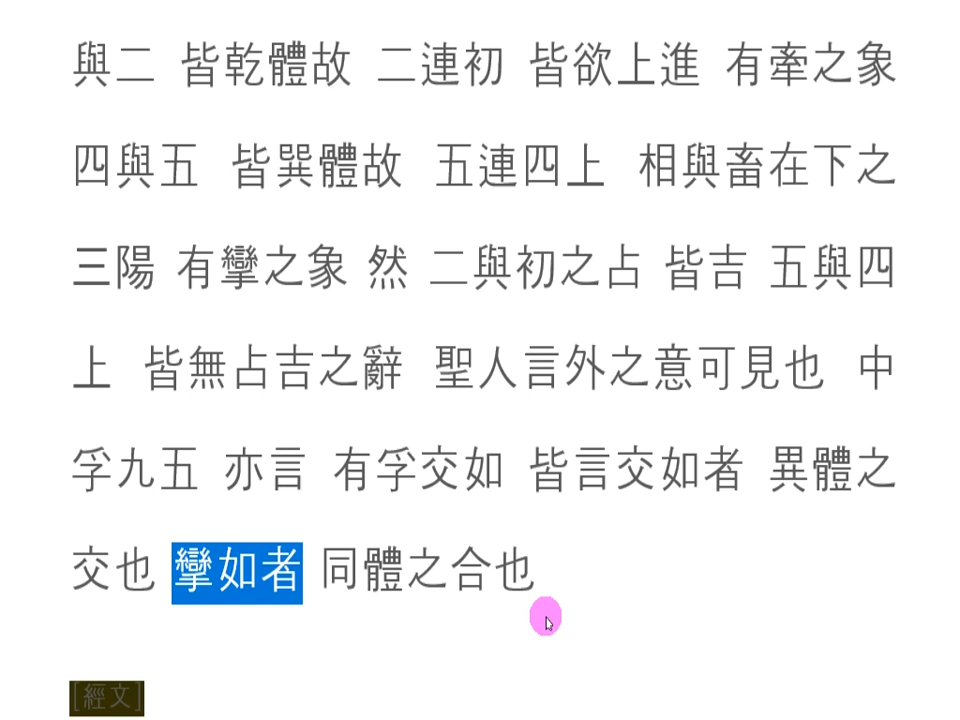 與二 皆乾體故 二連初 皆欲上進 有牽之象
四與五 皆巽體故 五連四上 相與畜在下之
三陽 有攣之象 然 二與初之占 皆吉 五與四
上 皆無占吉之辭 聖人言外之意可見也 中
孚九五 亦言 有孚交如 皆言交如者 異體之
交也 攣如者 同體之合也
[經文]